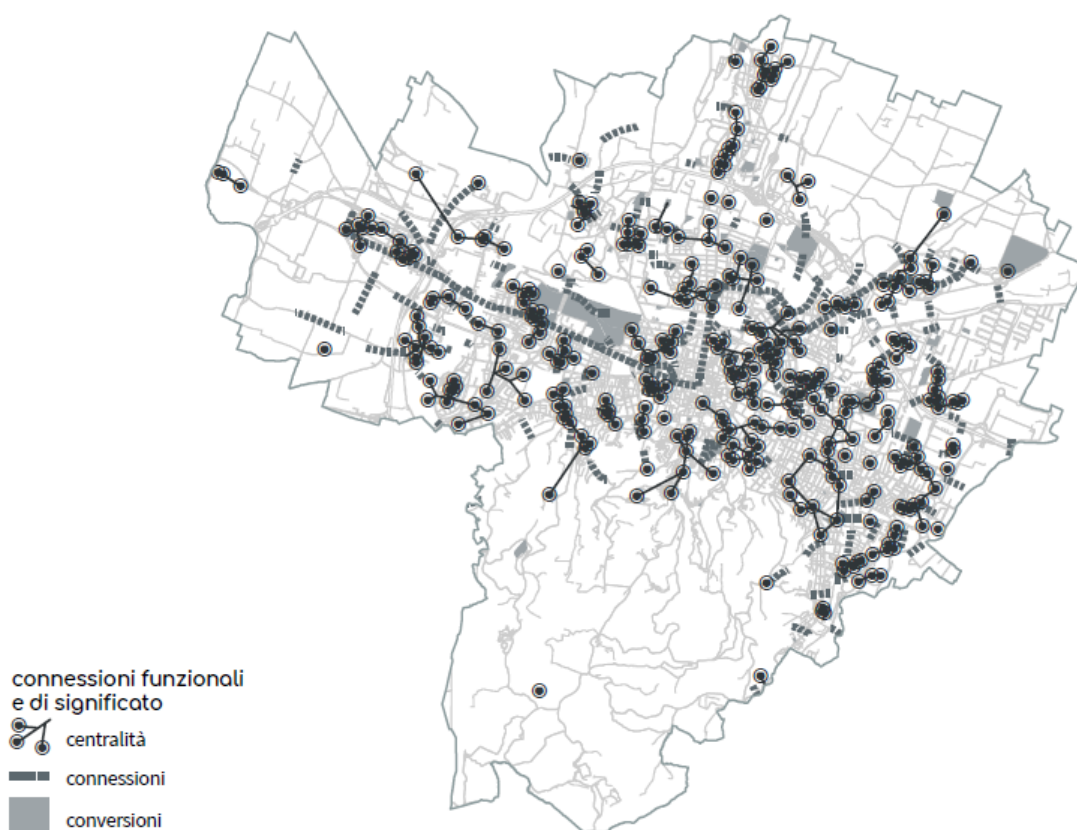 connessioni funzionali
e di significato
centralità
connessioni
conversioni